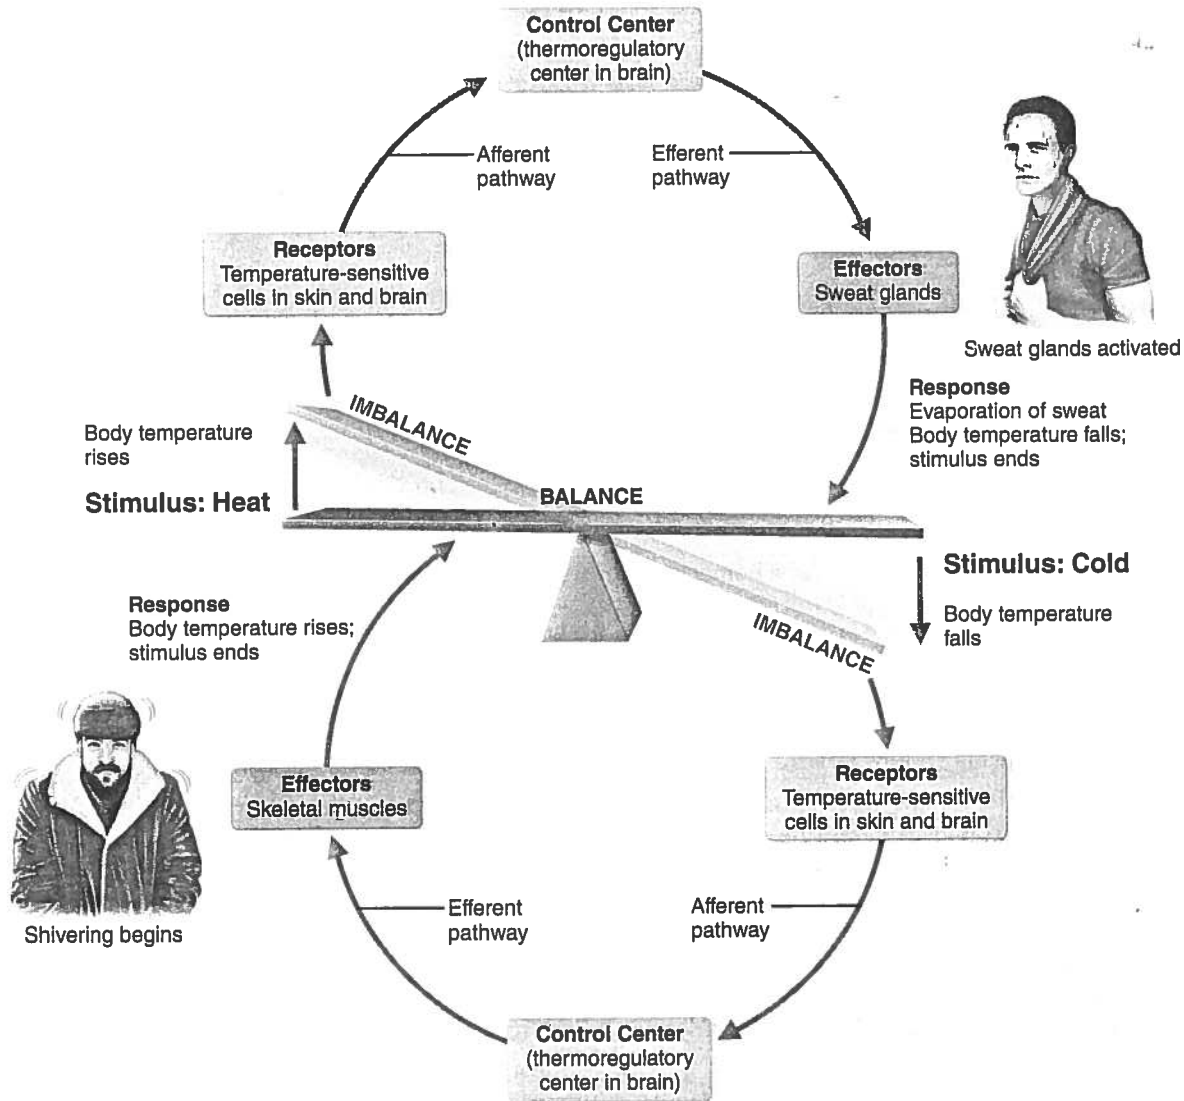 Control Center
(thermoregulatory
center in brain)
Afferent
pathway
Efferent
pathway
Receptors
Temperature-sensitive
cells in skin and brain
Effectors
Sweat glands
Sweat glands activated
Response
Evaporation of sweat
Body temperature falls;
stimulus ends
IMBALANCE
Body temperature
rises
Stimulus: Heat
BALANCE
Stimulus: Cold
Body temperature
falls
IMBALANCE
Response
Body temperature rises;
stimulus ends
Effectors
Skeletal muscles
Receptors
Temperature-sensitive
cells in skin and brain
Shivering begins
Efferent
pathway
Afferent
pathway
Control Center
(thermoregulatory
center in brain)